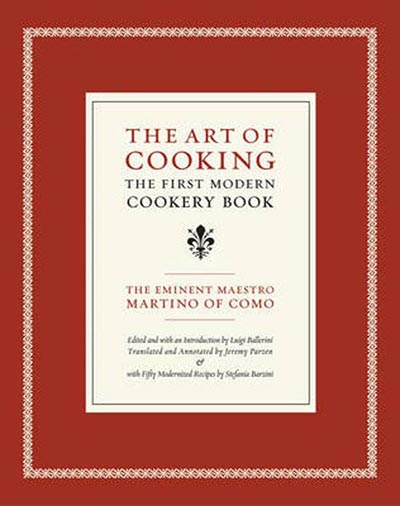 THE ART OF
COOKING
THE FIRST MODERN
COOKERY BOOK
THE EMINENT MAESTRO
MARTINO OF COMO
Edited and with an Introduction by Luigi Ballerini
Translated and Annotated by Jeremy Parzen
&
with Fifty Modernized Recipes by Stefania Barzini